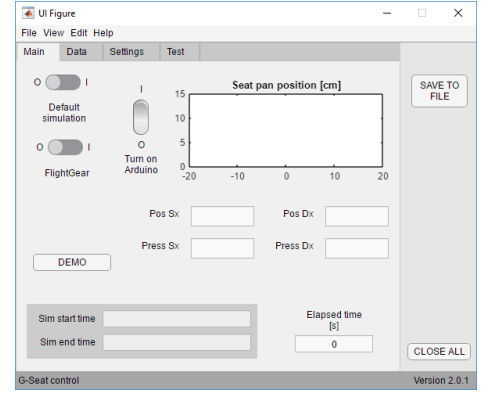 UI Figure
File View Edit Help
Main Data Settings Test
O I
Default
simulation
O I
FlightGear
I
O
Turn on
Arduino
Seat pan position [cm]
15
10
5
0
-20 -10 0 10 20
Pos Sx
Pos Dx
Press Sx
Press Dx
DEMO
Sim start time
Sim end time
Elapsed time
[s]
0
SAVE TO
FILE
CLOSE ALL
G-Seat control
Version 2.0.1